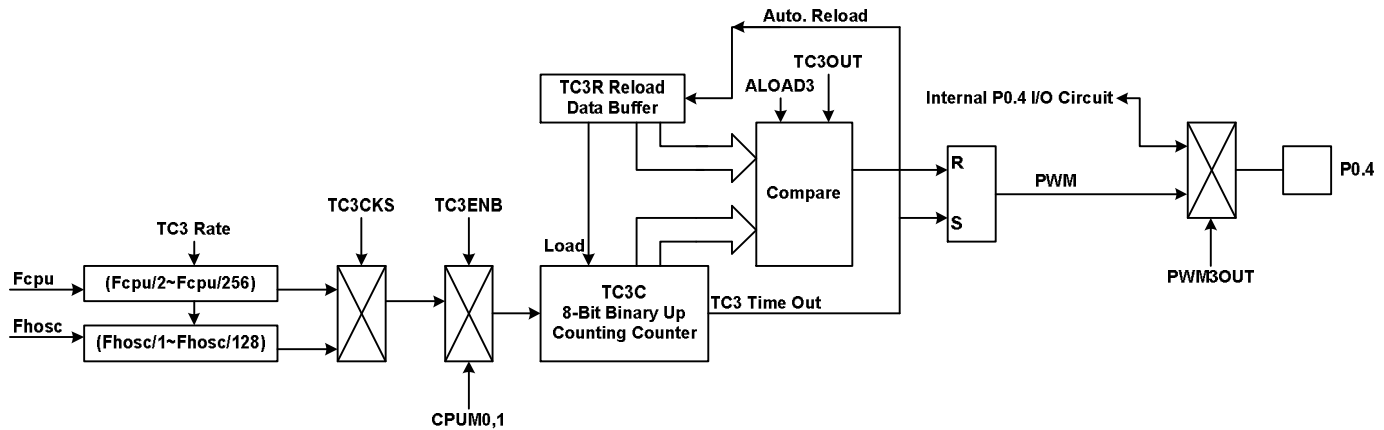 Auto. Reload
TC3OUT
ALOAD3
TC3R Reload
Data Buffer
Internal P0.4 I/O Circuit
R
S
PWM
P0.4
Compare
PWM3OUT
TC3CKS
TC3ENB
TC3 Rate
Load
Fcpu
(Fcpu/2~Fcpu/256)
Fhosc
(Fhosc/1~Fhosc/128)
TC3C
8-Bit Binary Up
Counting Counter
TC3 Time Out
CPUM0,1